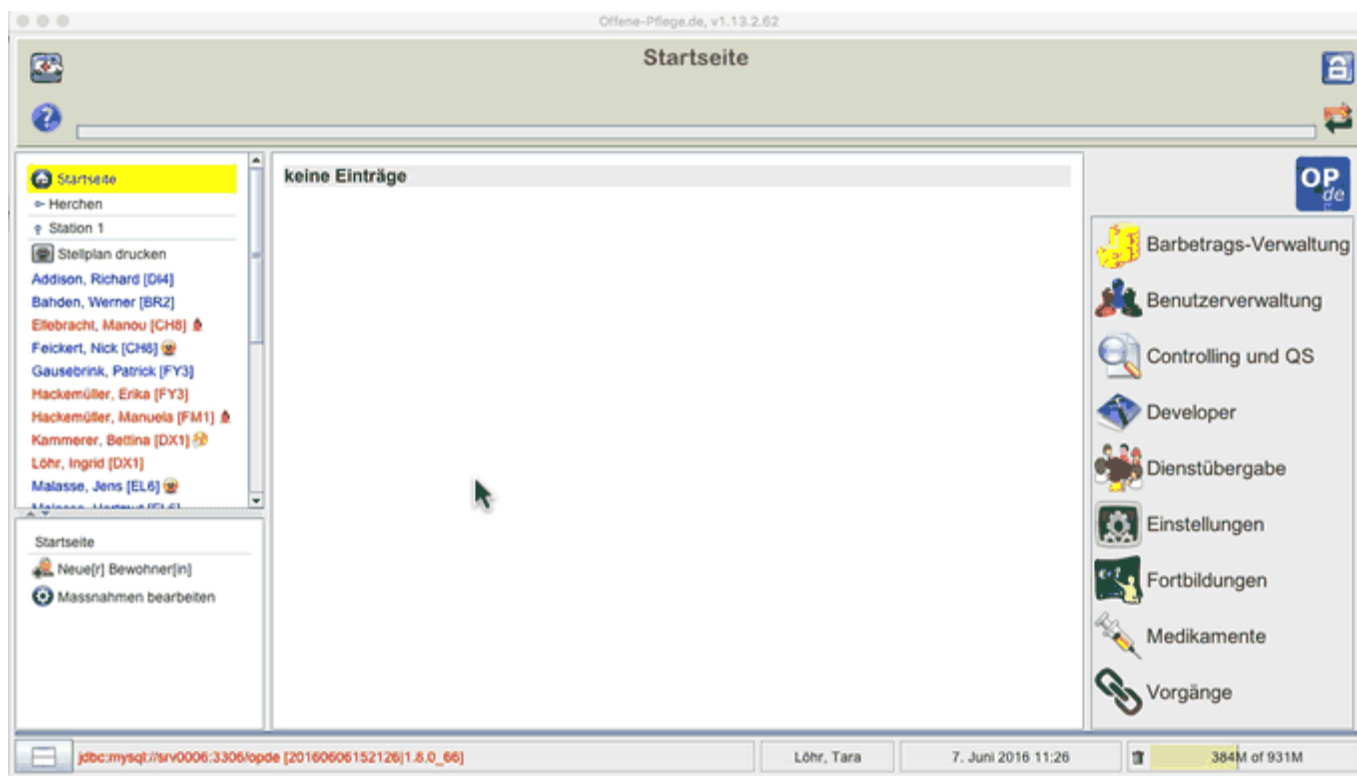 Offene-Pflege.de, v1.13.2.62
Startseite
Startseite
Herchen
Station 1
Stellplan drucken
Addison, Richard [DI4]
Bahden, Werner [BR2]
Ellebracht, Manou [CH8]
Feickert, Nick [CH8]
Gausebrink, Patrick [FY3]
Hackemüller, Erika [FY3]
Hackemüller, Manuela [FM1]
Kammerer, Bettina [DX1]
Löhr, Ingrid [DX1]
Malasse, Jens [EL6]
Malasse, Hartmut [EL6]
Startseite
Neue[r] Bewohner[in]
Massnahmen bearbeiten
keine Einträge
OP
de
Barbetrags-Verwaltung
Benutzerverwaltung
Controlling und QS
Developer
Dienstübergabe
Einstellungen
Fortbildungen
Medikamente
Vorgänge
jdbc:mysql://srv0006:3306/opde [20160606152126|1.8.0_66]
Löhr, Tara
7. Juni 2016 11:26
384M of 931M